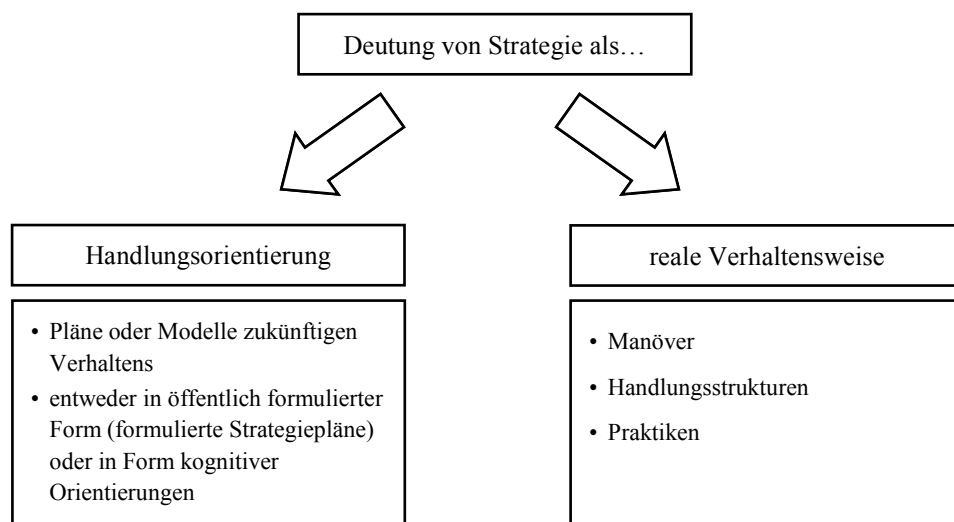 Deutung von Strategie als…
Handlungsorientierung
• Pläne oder Modelle zukünftigen
Verhaltens
• entweder in öffentlich formulierter
Form (formulierte Strategiepläne)
oder in Form kognitiver
Orientierungen
reale Verhaltensweise
• Manöver
• Handlungsstrukturen
• Praktiken